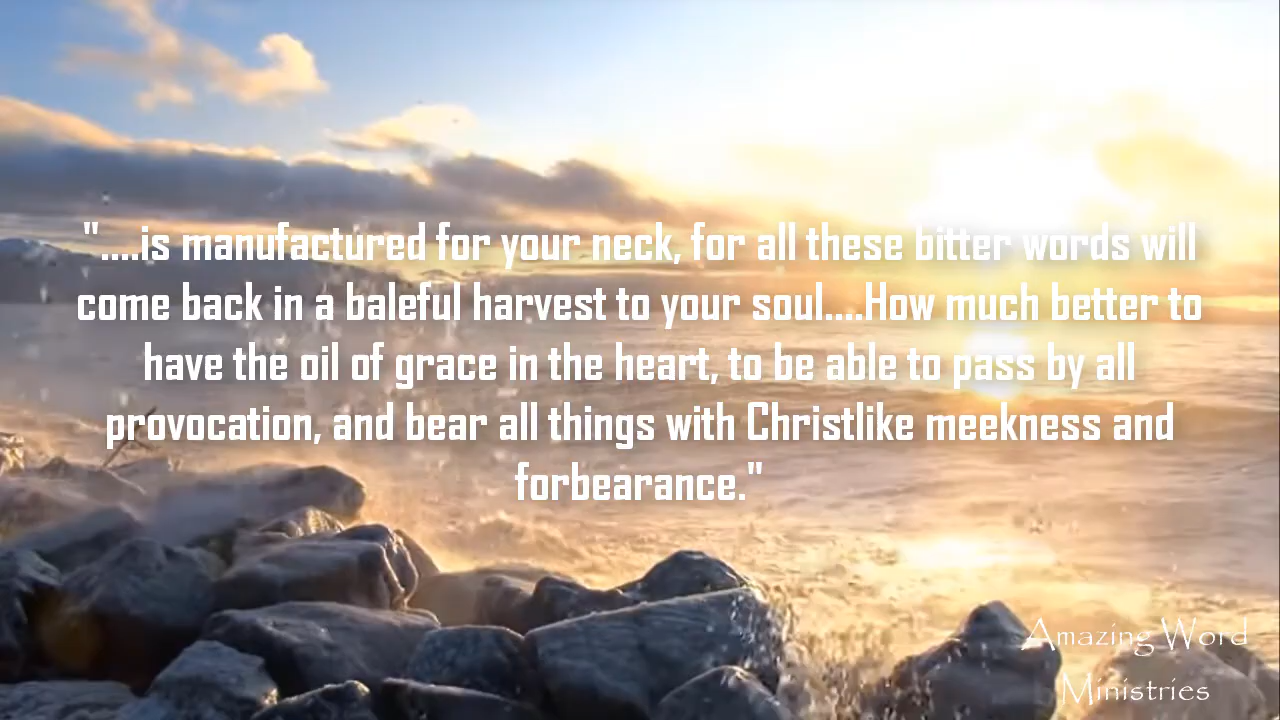 "....is manufactured for your neck, for all these bitter words will
come back in a baleful harvest to your soul....How much better to
have the oil of grace in the heart, to be able to pass by all
provocation, and bear all things with Christlike meekness and
forbearance."
Amazing Word
Ministries